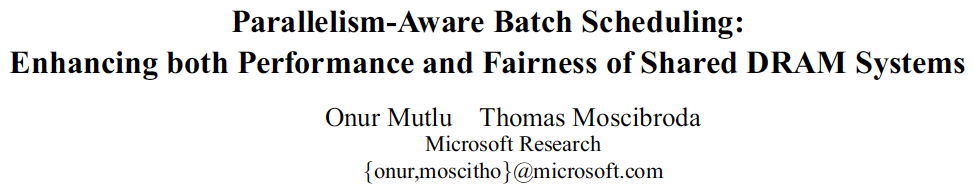 Parallelism-Aware Batch Scheduling:
Enhancing both Performance and Fairness of Shared DRAM Systems
Onur Mutlu Thomas Moscibroda
Microsoft Research
{onur,moscitho}@microsoft.com